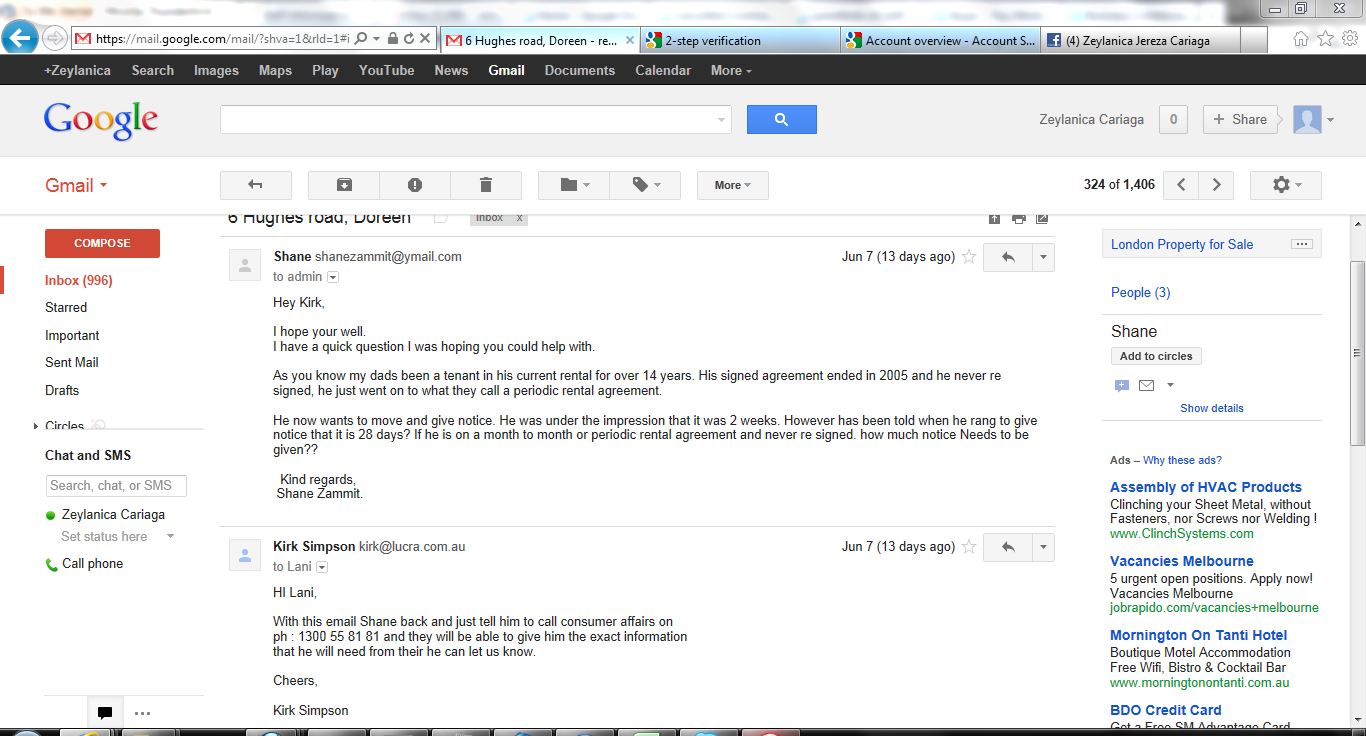 https://mail.google.com/mail/?shva=1&rld=1#i
6 Hughes road, Doreen - re...
2-step verification
Account overview - Account S...
(4) Zeylanica Jereza Cariaga
+Zeylanica Search Images Maps Play YouTube News Gmail Documents Calendar More
Google
Zeylanica Cariaga 0 + Share
Gmail
More
324 of 1,406
6 Hughes road, Doreen Inbox x
COMPOSE
Inbox (996)
Starred
Important
Sent Mail
Drafts
Circles
Chat and SMS
Search, chat, or SMS
Zeylanica Cariaga
Set status here
Call phone
Shane shanezammit@ymail.com Jun 7 (13 days ago)
to admin
Hey Kirk,
I hope your well.
I have a quick question I was hoping you could help with.
As you know my dads been a tenant in his current rental for over 14 years. His signed agreement ended in 2005 and he never re
signed, he just went on to what they call a periodic rental agreement.
He now wants to move and give notice. He was under the impression that it was 2 weeks. However has been told when he rang to give
notice that it is 28 days? If he is on a month to month or periodic rental agreement and never re signed. how much notice Needs to be
given??
Kind regards,
Shane Zammit.
Kirk Simpson kirk@lucra.com.au Jun 7 (13 days ago)
to Lani
HI Lani,
With this email Shane back and just tell him to call consumer affairs on
ph : 1300 55 81 81 and they will be able to give him the exact information
that he will need from their he can let us know.
Cheers,
Kirk Simpson
London Property for Sale
People (3)
Shane
Add to circles
Show details
Ads – Why these ads?
Assembly of HVAC Products
Clinching your Sheet Metal, without
Fasteners, nor Screws nor Welding !
www.ClinchSystems.com
Vacancies Melbourne
5 urgent open positions. Apply now!
Vacancies Melbourne
jobrapido.com/vacancies+melbourne
Mornington On Tanti Hotel
Boutique Motel Accommodation
Free Wifi, Bistro & Cocktail Bar
www.morningtonontanti.com.au
BDO Credit Card
Get a Free SM Advantage Card